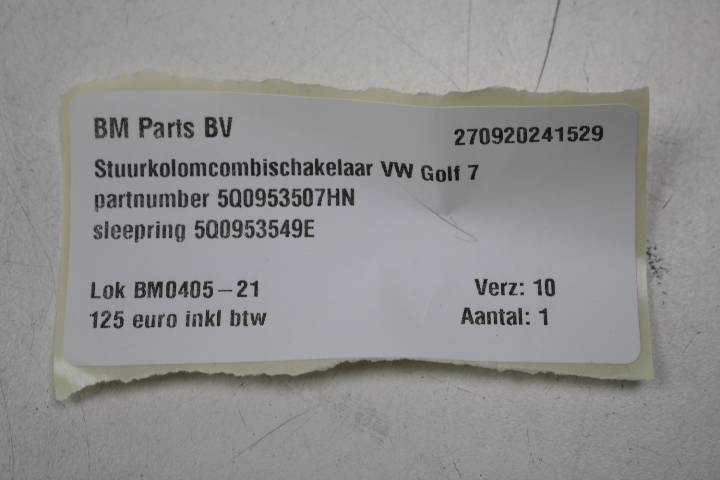 BM Parts BV 270920241529
Stuurkolomcombischakelaar VW Golf 7
partnumber 5Q0953507HN
sleepring 5Q0953549E
Lok BM0405-21 Verz: 10
125 euro inkl btw Aantal: 1